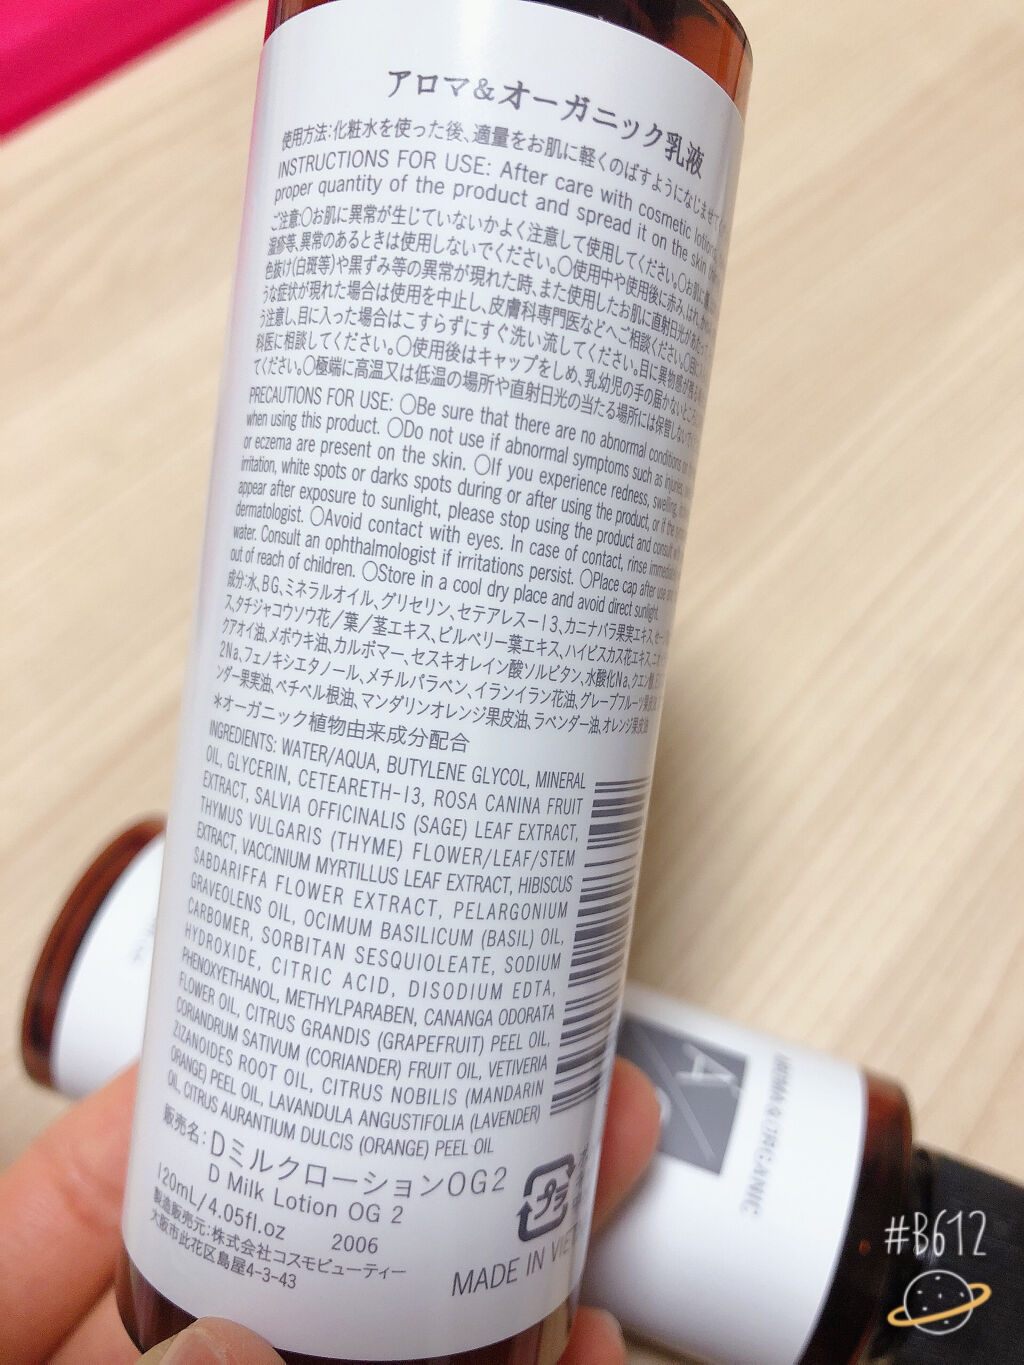 アロマ&オーガニック乳液
使用方法:化粧水を使った後、適量をお肌に軽くのばすようになじませて
INSTRUCTIONS FOR USE: After care with cosmetic lotion,
proper quantity of the product and spread it on the skin
ご注意:○お肌に異常が生じていないかよく注意して使用してください。○お肌に
湿疹等、異常のあるときは使用しないでください。○使用中や使用後に赤み、はれ、
色抜け(白斑等)や黒ずみ等の異常が現れた時、また使用したお肌に直射日光があたって
うな症状が現れた場合は使用を中止し、皮膚科専門医などへご相談ください。○目に
う注意し、目に入った場合はこすらずにすぐ洗い流してください。目に異物感が残る
科医に相談してください。○使用後はキャップをしめ、乳幼児の手の届かないところ
てください。○極端に高温又は低温の場所や直射日光の当たる場所には保管しないで
PRECAUTIONS FOR USE: ○Be sure that there are no abnormal conditions on
when using this product. ○Do not use if abnormal symptoms such as injuries,
or eczema are present on the skin. ○If you experience redness, swelling,
irritation, white spots or darks spots during or after using the product, or if the
appear after exposure to sunlight, please stop using the product and consult
dermatologist. ○Avoid contact with eyes. In case of contact, rinse
water. Consult an ophthalmologist if irritations persist. ○Place cap after use
out of reach of children. ○Store in a cool dry place and avoid direct sunlight.
成分:水、BG、ミネラルオイル、グリセリン、セテアレス-13、カニナバラ果実エキス、セー
ス、タチジャコウソウ花/葉/茎エキス、ビルベリー葉エキス、ハイビスカス花エキス、ニオ
クアオイ油、メボウキ油、カルボマー、セスキオレイン酸ソルビタン、水酸化Na、クエン酸、
2Na、フェノキシエタノール、メチルパラベン、イランイラン花油、グレープフルーツ果皮油
ンダー果実油、ベチベル根油、マンダリンオレンジ果皮油、ラベンダー油、オレンジ果皮油
*オーガニック植物由来成分配合
INGREDIENTS: WATER/AQUA, BUTYLENE GLYCOL, MINERAL
OIL, GLYCERIN, CETEARETH-13, ROSA CANINA FRUIT
EXTRACT, SALVIA OFFICINALIS (SAGE) LEAF EXTRACT,
THYMUS VULGARIS (THYME) FLOWER/LEAF/STEM
EXTRACT, VACCINIUM MYRTILLUS LEAF EXTRACT, HIBISCUS
SABDARIFFA FLOWER EXTRACT, PELARGONIUM
GRAVEOLENS OIL, OCIMUM BASILICUM (BASIL) OIL,
CARBOMER, SORBITAN SESQUIOLEATE, SODIUM
HYDROXIDE, CITRIC ACID, DISODIUM EDTA,
PHENOXYETHANOL, METHYLPARABEN, CANANGA ODORATA
FLOWER OIL, CITRUS GRANDIS (GRAPEFRUIT) PEEL OIL,
CORIANDRUM SATIVUM (CORIANDER) FRUIT OIL, VETIVERIA
ZIZANOIDES ROOT OIL, CITRUS NOBILIS (MANDARIN
ORANGE) PEEL OIL, LAVANDULA ANGUSTIFOLIA (LAVENDER)
OIL, CITRUS AURANTIUM DULCIS (ORANGE) PEEL OIL
販売名:DミルクローションOG2
D Milk Lotion OG 2
120mL/4.05fl.oz 2006
製造販売元:株式会社コスモビューティー
大阪市此花区島屋4-3-43
プラ
MADE IN
AROMA&ORGANIC
#B612